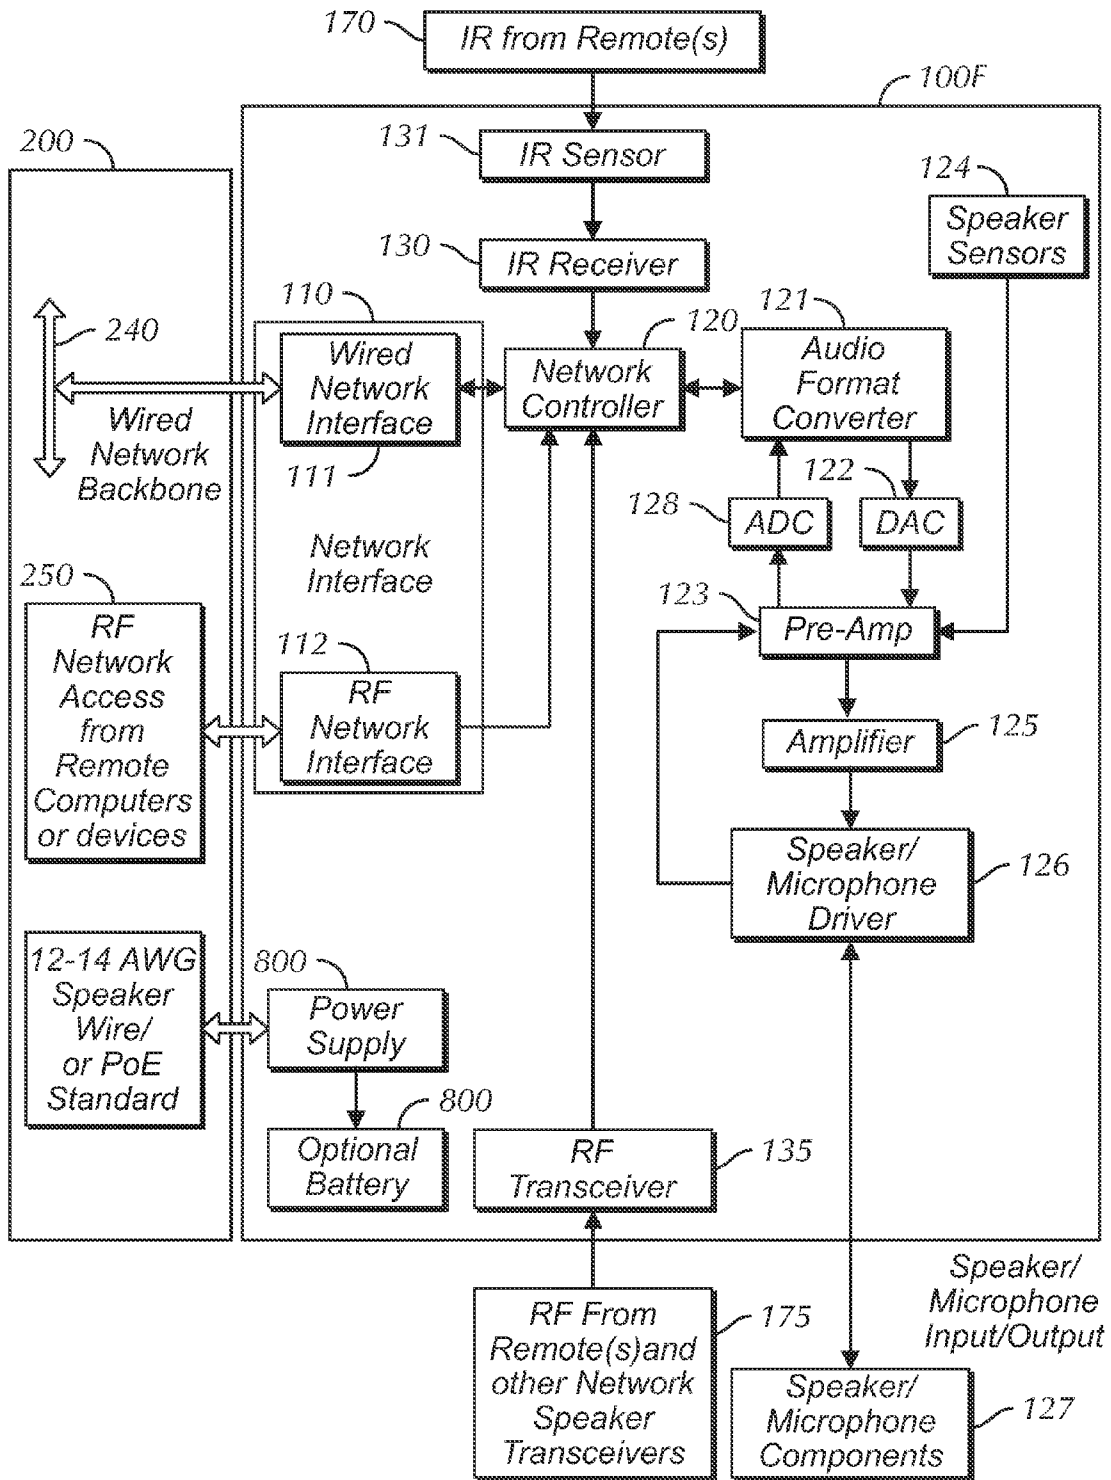 170
IR from Remote(s)
100F
200
131
IR Sensor
124
Speaker
Sensors
130
IR Receiver
110
240
120
121
Wired
Network
Interface
Network
Controller
Audio
Format
Converter
Wired
Network
Backbone
111
122
128
ADC
DAC
Network
Interface
250
RF
Network
Access
from
Remote
Computers
or devices
123
Pre-Amp
112
RF
Network
Interface
Amplifier
125
Speaker/
Microphone
Driver
126
12-14 AWG
Speaker
Wire/
or PoE
Standard
800
Power
Supply
800
Optional
Battery
RF
Transceiver
135
Speaker/
Microphone
Input/Output
RF From
Remote(s)and
other Network
Speaker
Transceivers
175
Speaker/
Microphone
Components
127